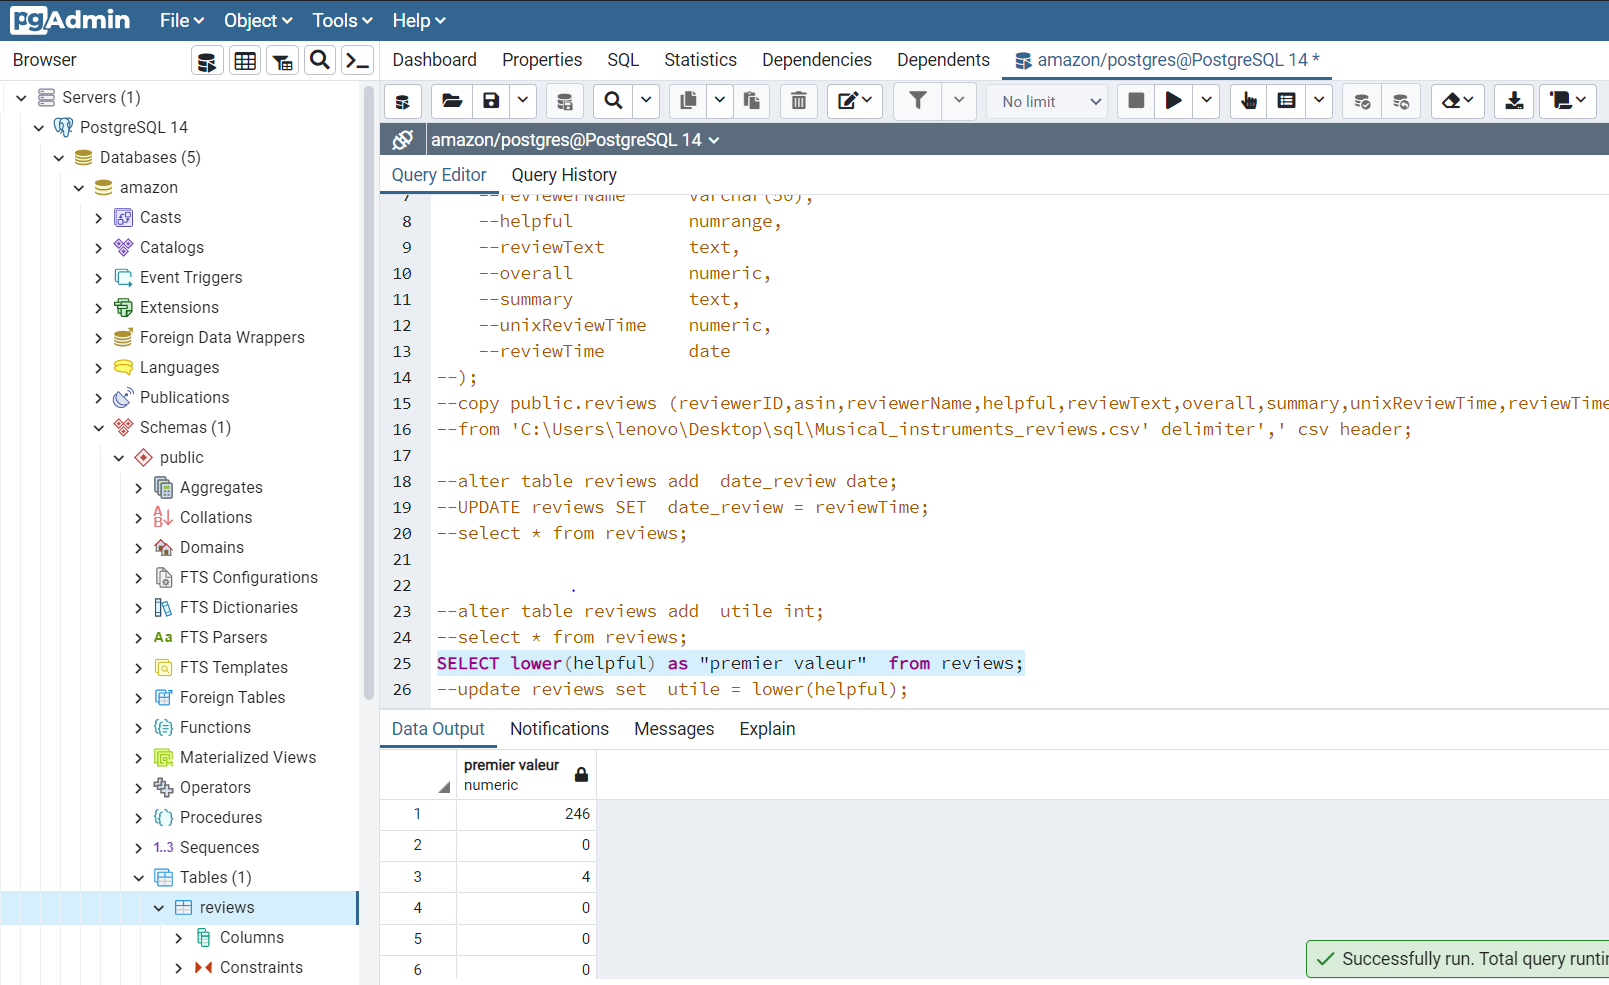 pgAdmin File Object Tools Help
Browser
Dashboard Properties SQL Statistics Dependencies Dependents amazon/postgres@PostgreSQL 14 *
No limit
amazon/postgres@PostgreSQL 14
Query Editor Query History
Servers (1)
PostgreSQL 14
Databases (5)
amazon
Casts
Catalogs
Event Triggers
Extensions
Foreign Data Wrappers
Languages
Publications
Schemas (1)
public
Aggregates
Collations
Domains
FTS Configurations
FTS Dictionaries
Aa FTS Parsers
FTS Templates
Foreign Tables
Functions
Materialized Views
Operators
Procedures
1..3 Sequences
Tables (1)
reviews
Columns
Constraints
7 --reviewerName varchar(50),
8 --helpful numrange,
9 --reviewText text,
10 --overall numeric,
11 --summary text,
12 --unixReviewTime numeric,
13 --reviewTime date
14 --);
15 --copy public.reviews (reviewerID,asin,reviewerName,helpful,reviewText,overall,summary,unixReviewTime,reviewTime
16 --from 'C:\Users\lenovo\Desktop\sql\Musical_instruments_reviews.csv' delimiter',' csv header;
17
18 --alter table reviews add date_review date;
19 --UPDATE reviews SET date_review = reviewTime;
20 --select * from reviews;
21
22 .
23 --alter table reviews add utile int;
24 --select * from reviews;
25 SELECT lower(helpful) as "premier valeur" from reviews;
26 --update reviews set utile = lower(helpful);
Data Output Notifications Messages Explain
premier valeur
numeric
1 246
2 0
3 4
4 0
5 0
6 0
Successfully run. Total query